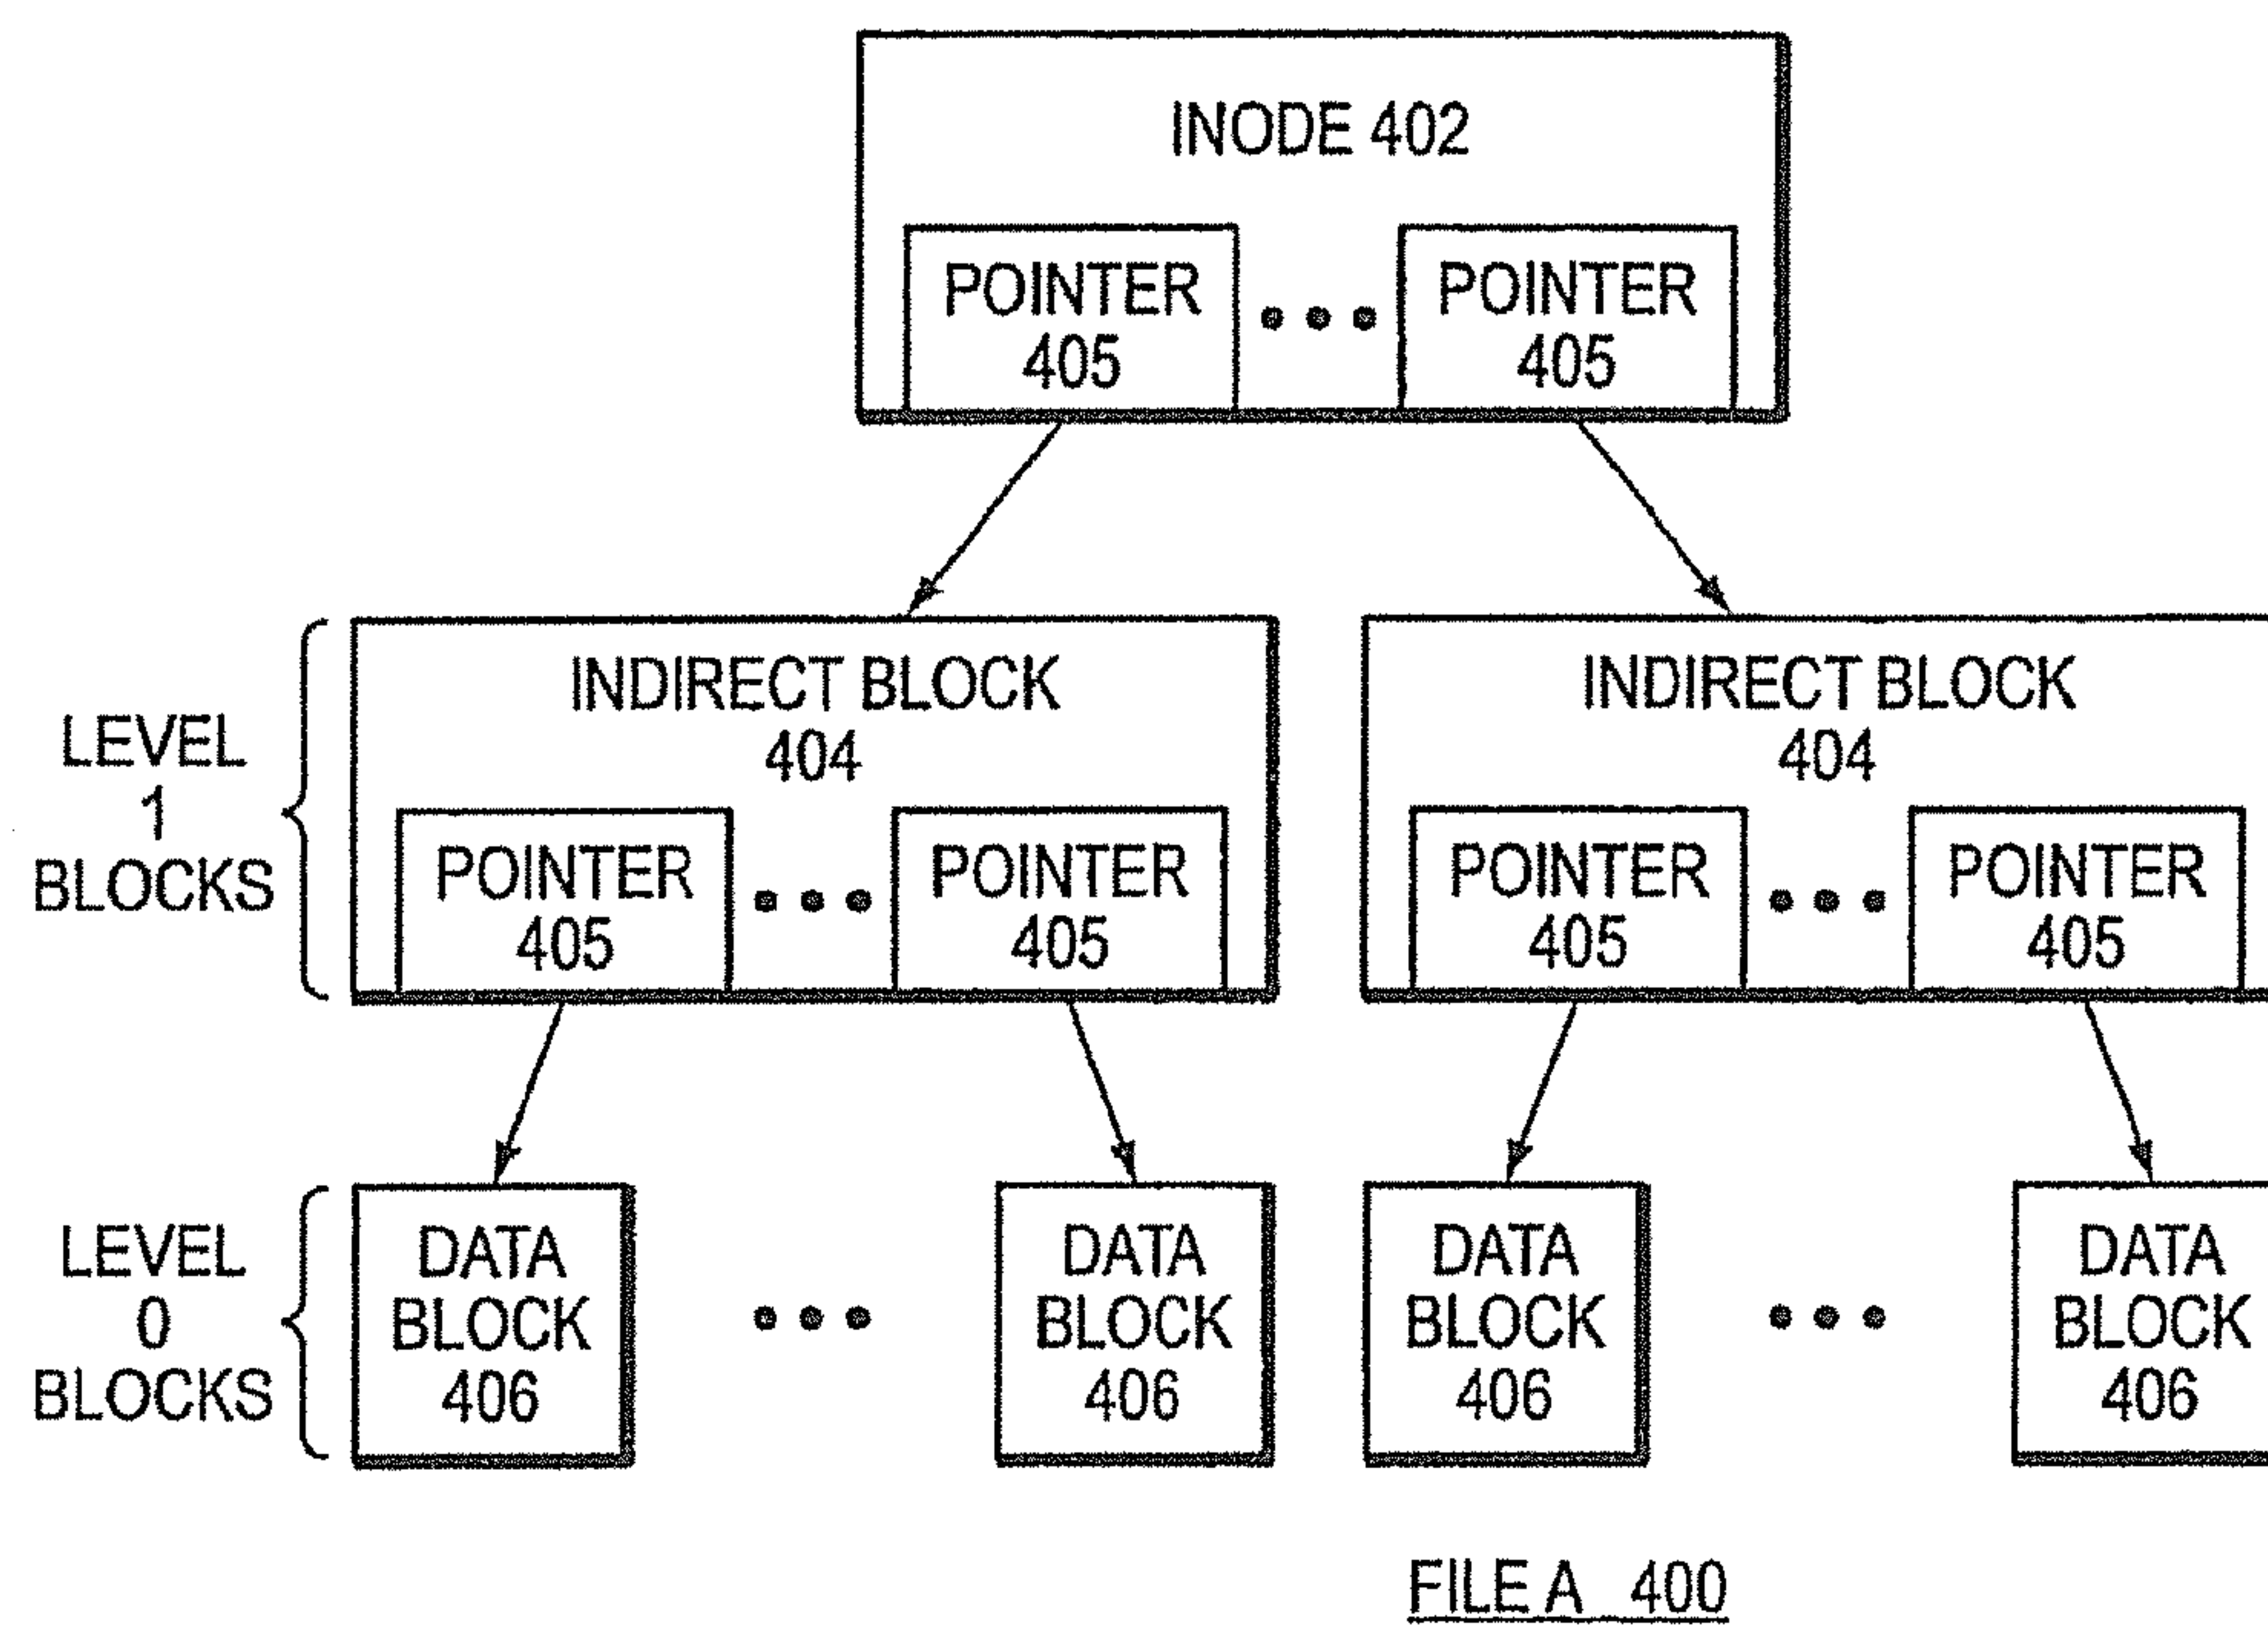 INODE 402
POINTER POINTER
405 405
INDIRECT BLOCK INDIRECT BLOCK
404 404
LEVEL
1
BLOCKS
POINTER POINTER POINTER POINTER
405 405 405 405
LEVEL
0
BLOCKS
DATA DATA DATA DATA
BLOCK BLOCK BLOCK BLOCK
406 406 406 406
FILE A 400